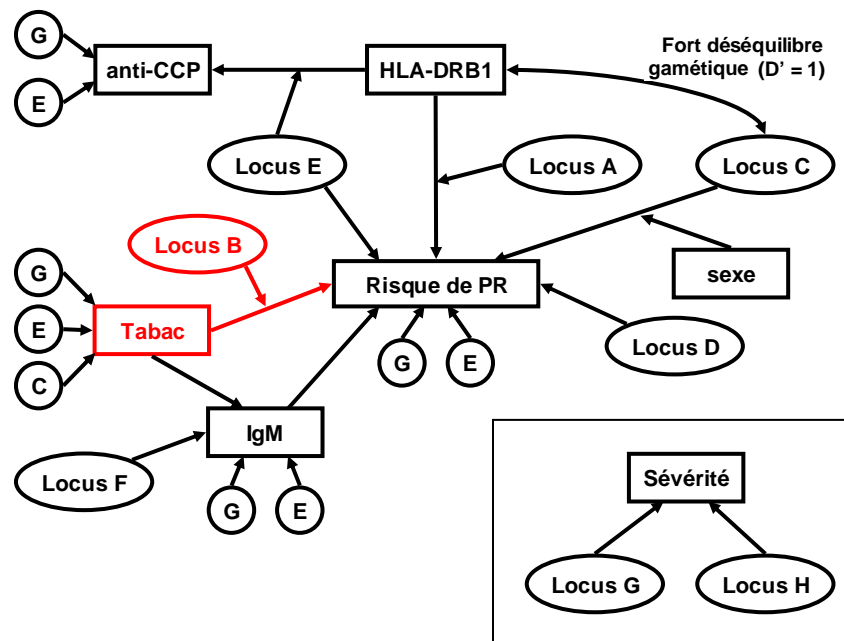 G
anti-CCP
HLA-DRB1
Fort déséquilibre
gamétique (D' = 1)
E
Locus E
Locus A
Locus C
Locus B
G
Risque de PR
sexe
E
Tabac
Locus D
C
G
E
IgM
Locus F
G
E
Sévérité
Locus G
Locus H